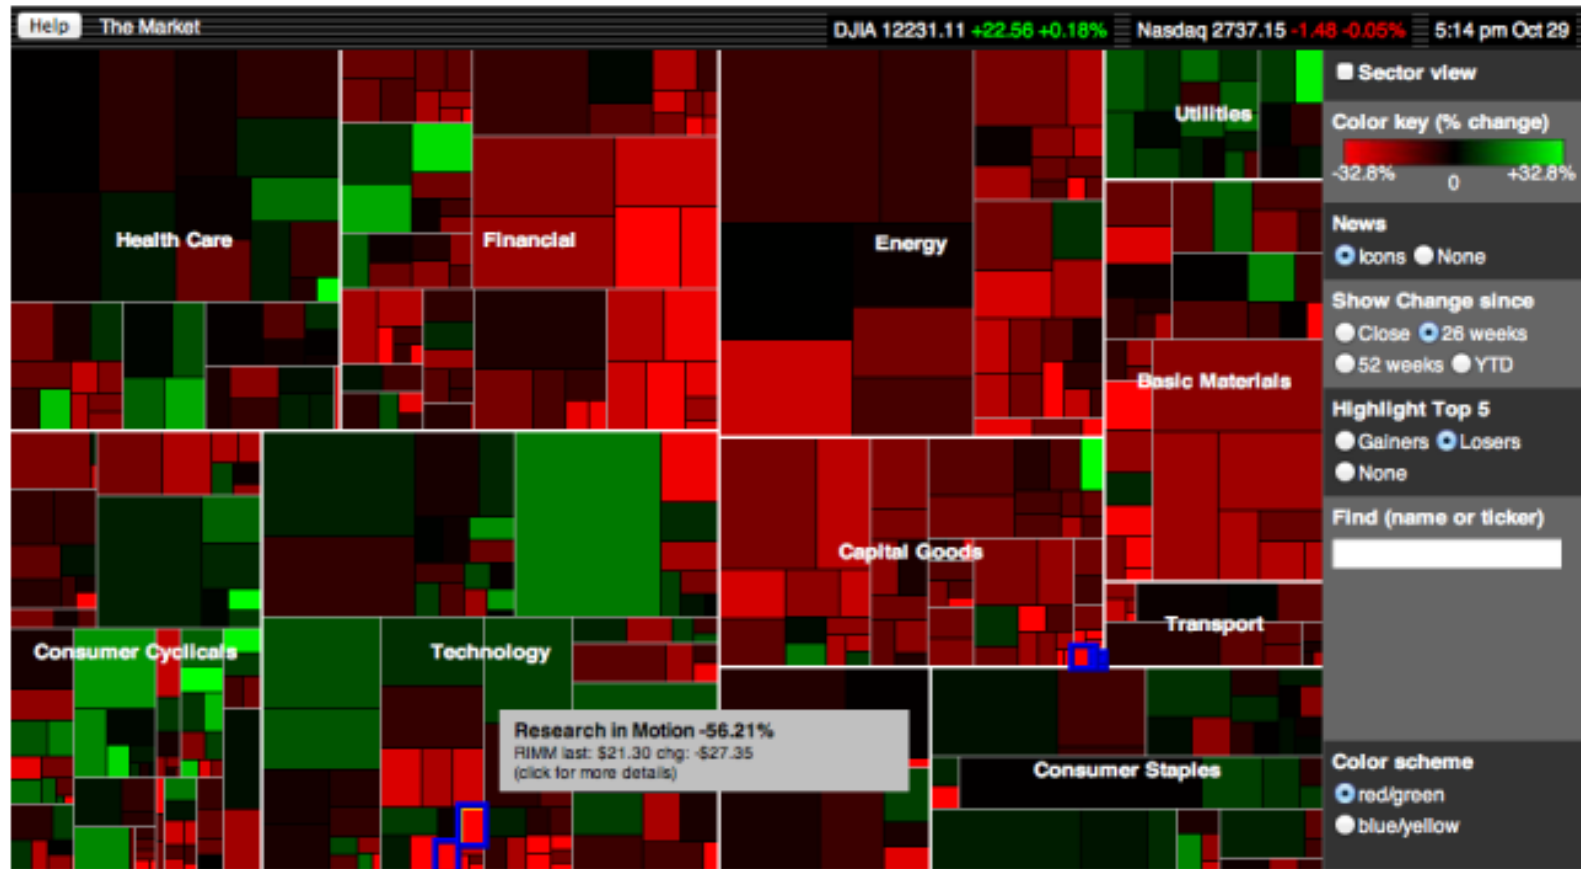 Help The Market DJIA 12231.11 +22.56 +0.18% Nasdaq 2737.15 -1.48 -0.05% 5:14 pm Oct 29
Sector view
Color key (% change)
-32.8% 0 +32.8%
News
Icons None
Show Change since
Close 26 weeks
52 weeks YTD
Highlight Top 5
Gainers Losers
None
Find (name or ticker)
Color scheme
red/green
blue/yellow
Utilities
Health Care
Financial
Energy
Basic Materials
Capital Goods
Transport
Consumer Cyclicals
Technology
Research in Motion -56.21%
RIMM last: $21.30 chg: -$27.35
(click for more details)
Consumer Staples